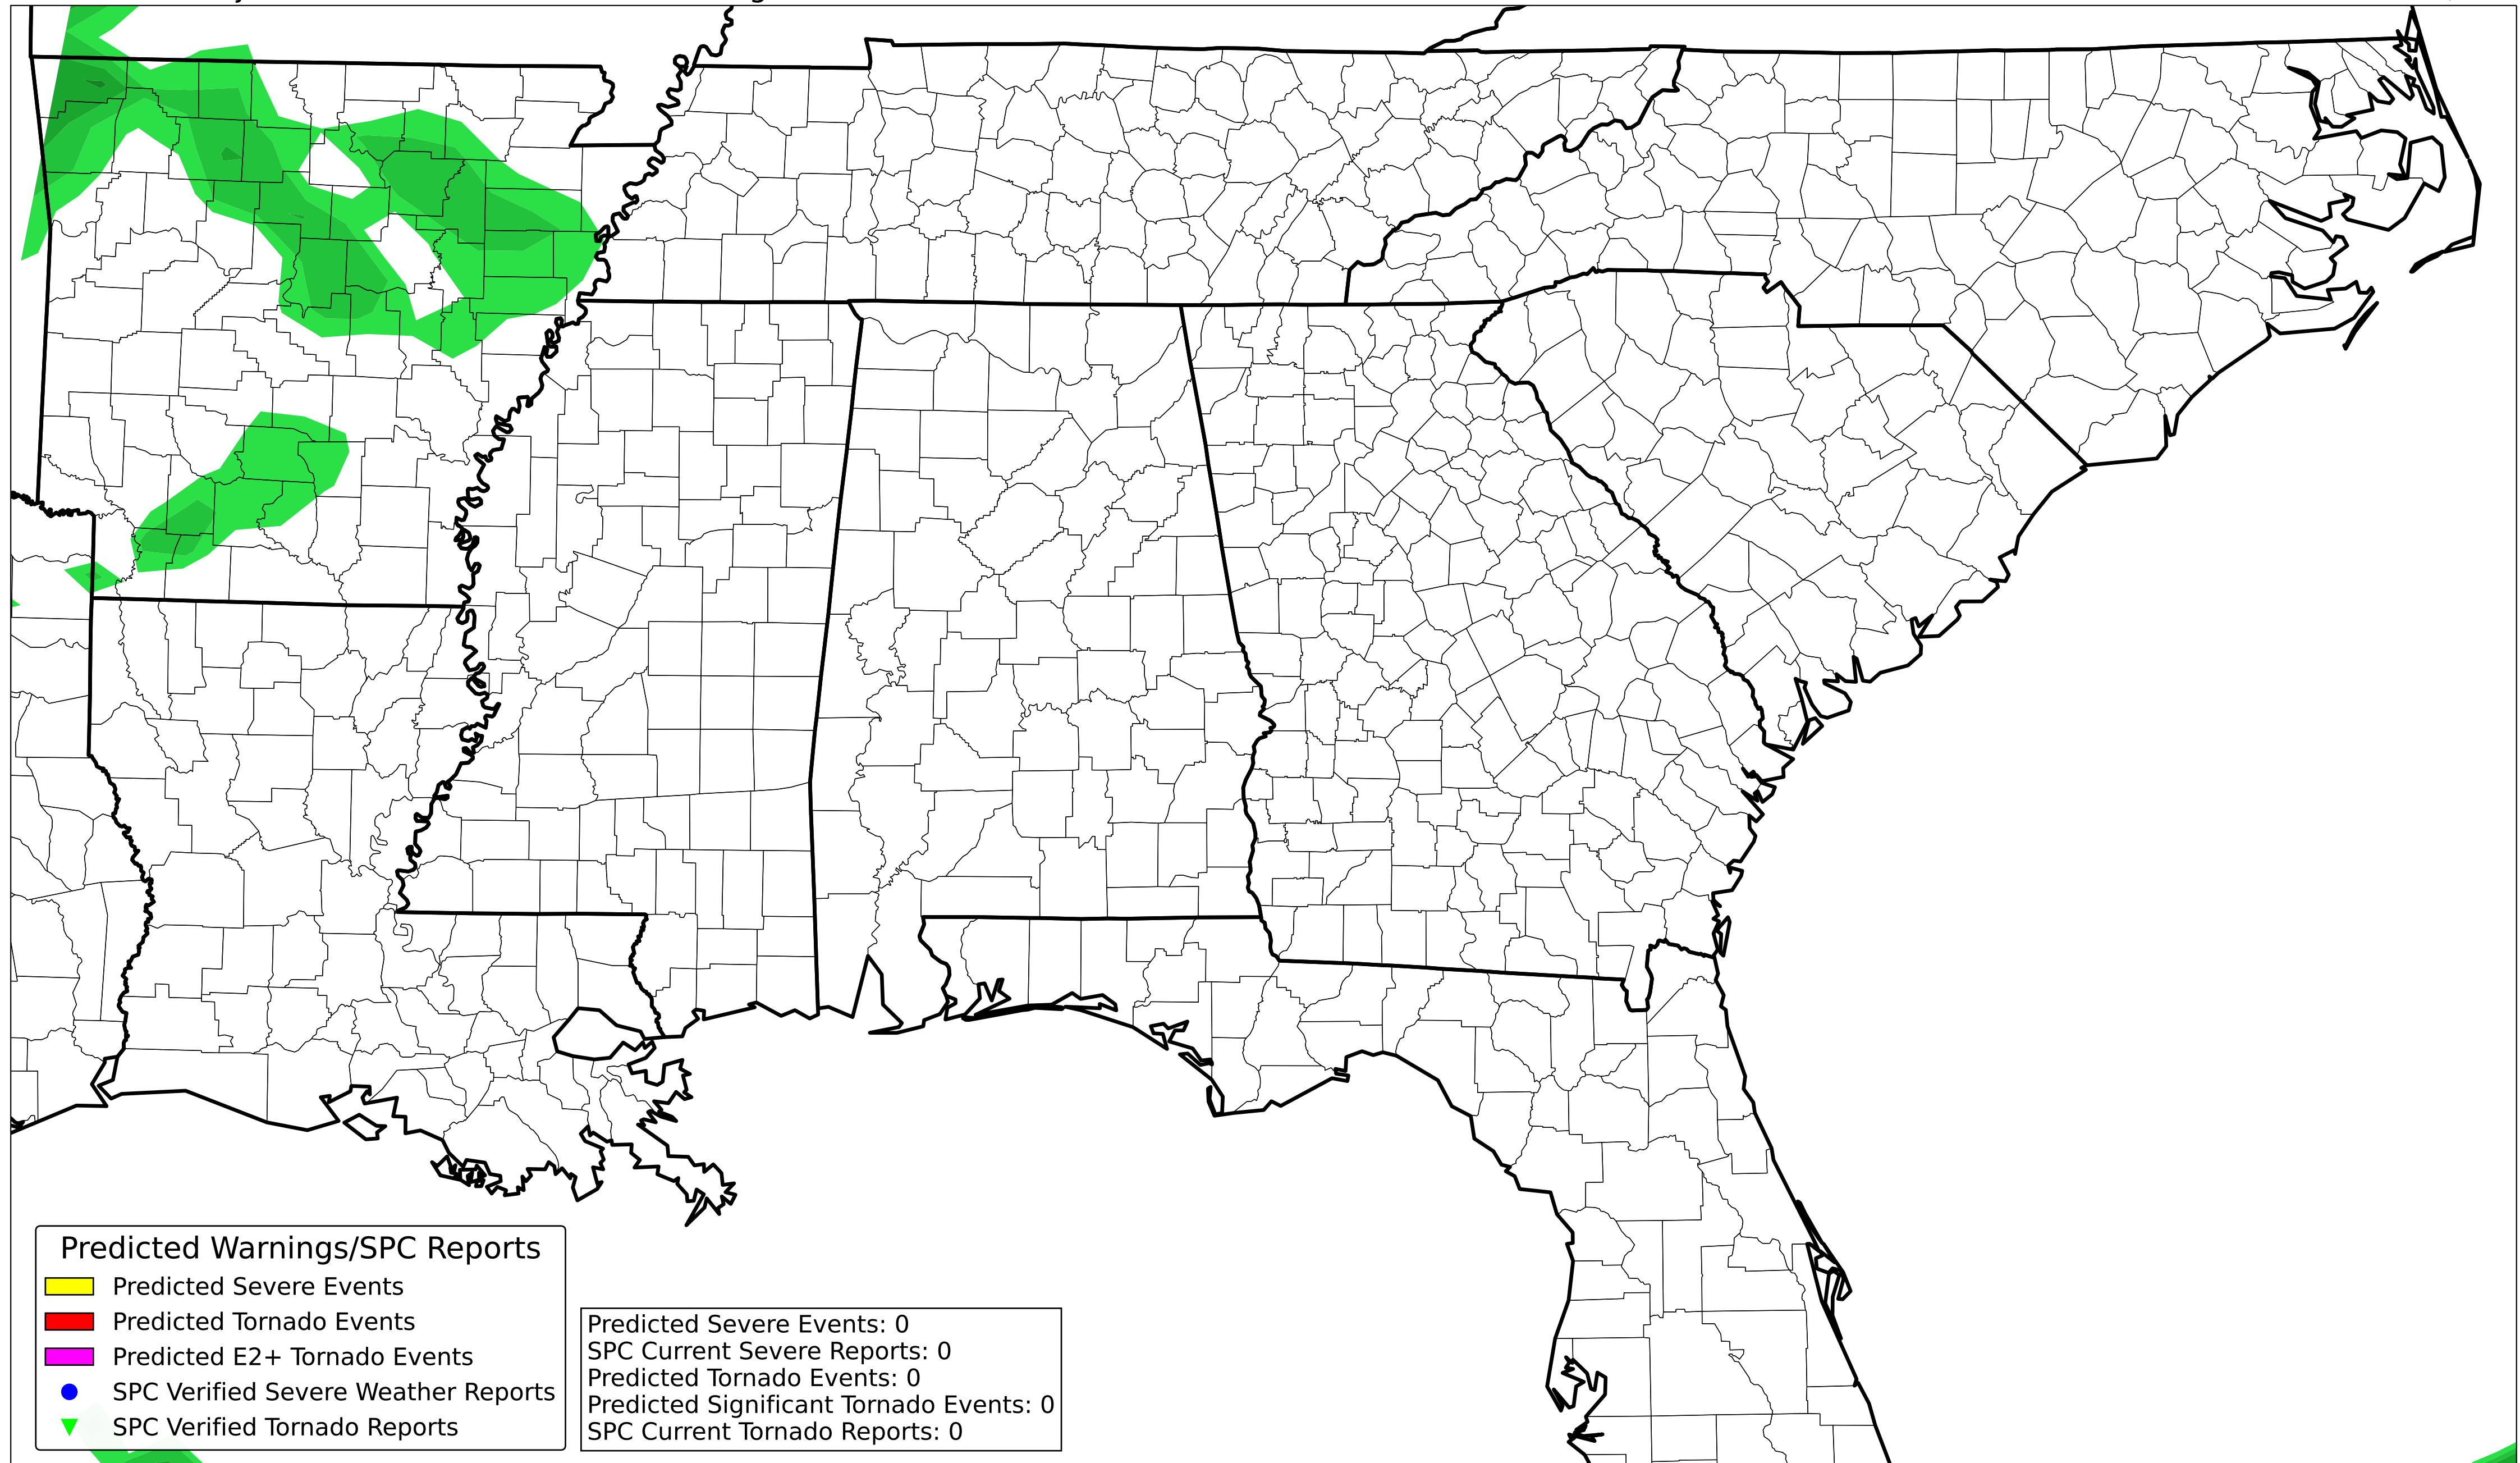 Predicted Warnings/SPC Reports
Predicted Severe Events
Predicted Tornado Events
Predicted E2+ Tornado Events
SPC Verified Severe Weather Reports
SPC Verified Tornado Reports
Predicted Severe Events: 0
SPC Current Severe Reports: 0
Predicted Tornado Events: 0
Predicted Significant Tornado Events: 0
SPC Current Tornado Reports: 0